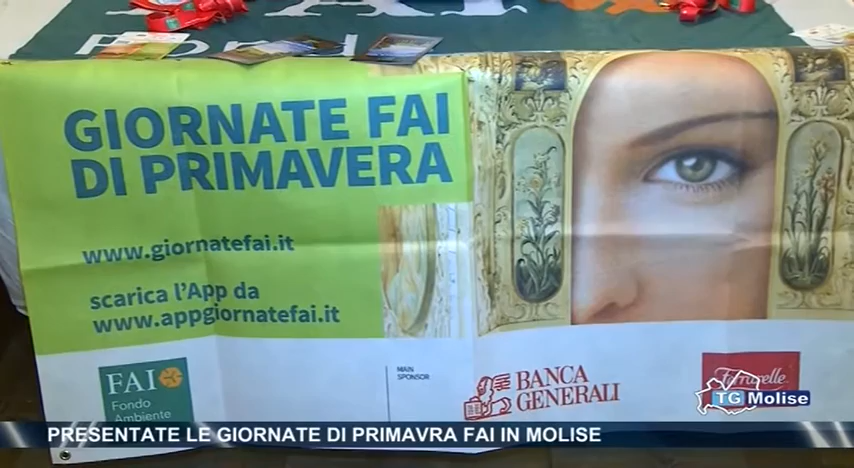 GIORNATE FAI
DI PRIMAVERA
www.giornatefai.it
scarica l'App da
www.appgiornatefai.it
FAI
Fondo
Ambiente
MAIN
SPONSOR
BANCA
GENERALI
TG Molise
PRESENTATE LE GIORNATE DI PRIMAVRA FAI IN MOLISE